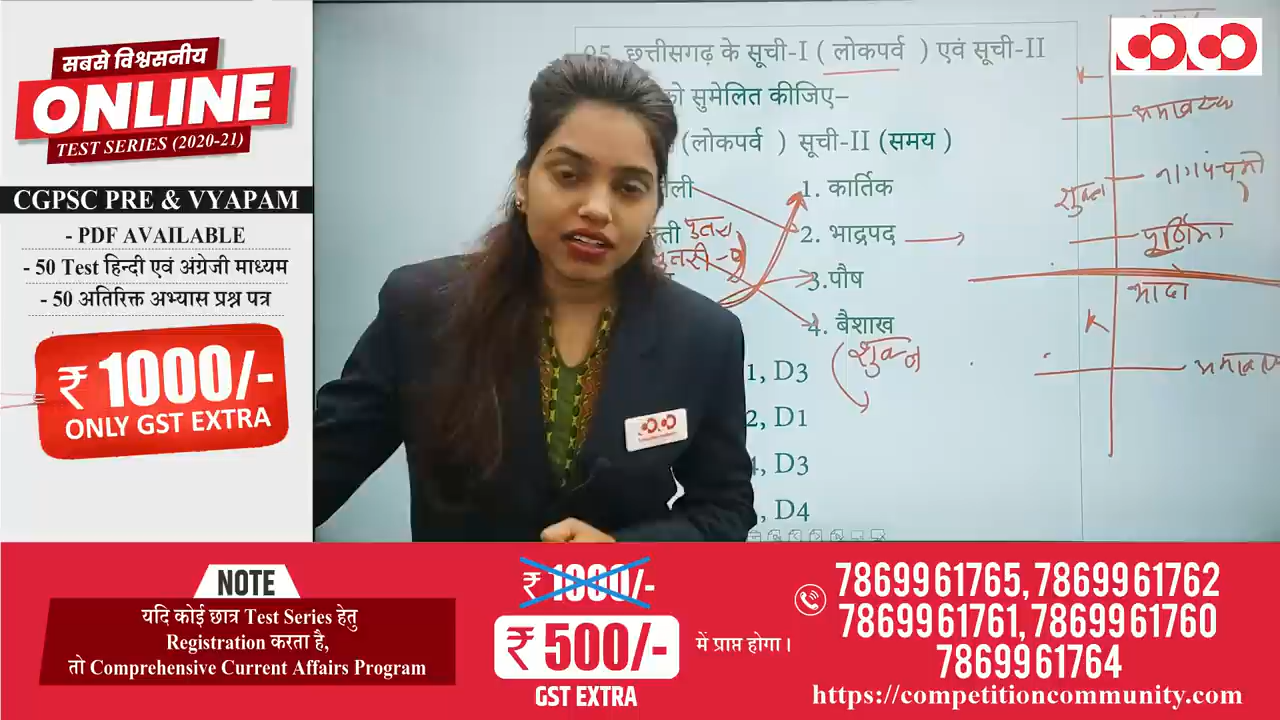 सबसे विश्वसनीय
ONLINE
TEST SERIES (2020-21)
CGPSC PRE & VYAPAM
- PDF AVAILABLE
- 50 Test हिन्दी एवं अंग्रेजी माध्यम
- 50 अतिरिक्त अभ्यास प्रश्न पत्र
₹ 1000/-
ONLY GST EXTRA
छत्तीसगढ़ के सूची-I ( लोकपर्व ) एवं सूची-II
को सुमेलित कीजिए–
(लोकपर्व ) सूची-II (समय )
1. कार्तिक
2. भाद्रपद
3.पौष
4. बैशाख
शुक्ल
1, D3
2, D1
, D3
, D4
नागपंचमी
शुक्ल
पूर्णिमा
भादो
K
NOTE
यदि कोई छात्र Test Series हेतु
Registration करता है,
तो Comprehensive Current Affairs Program
₹ 1000/-
₹ 500/-
GST EXTRA
में प्राप्त होगा।
7869961765, 7869961762
7869961761, 7869961760
7869961764
https://competitioncommunity.com